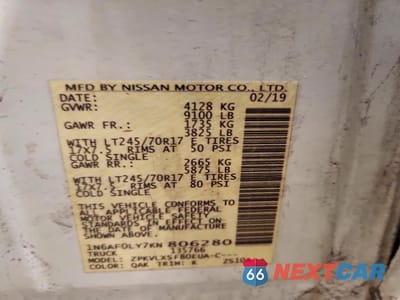 MFD BY NISSAN MOTOR CO., LTD.
DATE: 02/19
GVWR: 4128 KG
9100 LB
GAWR FR.: 1735 KG
3825 LB
WITH LT245/70R17 E TIRES
17X7.5 RIMS AT 50 PSI
COLD SINGLE
GAWR RR.: 2665 KG
5875 LB
WITH LT245/70R17 E TIRES
17X7.5 RIMS AT 80 PSI
COLD SINGLE
THIS VEHICLE CONFORMS TO
ALL APPLICABLE FEDERAL
MOTOR VEHICLE SAFETY
STANDARDS IN EFFECT ON
THE DATE OF MANUFACTURE
SHOWN ABOVE.
1N6AF0LY7KN 806280
TRUCK 135766
MODEL: ZPKVLXSF80EUA-C---
COLOR: QAK TRIM: K
66
NEXTCAR